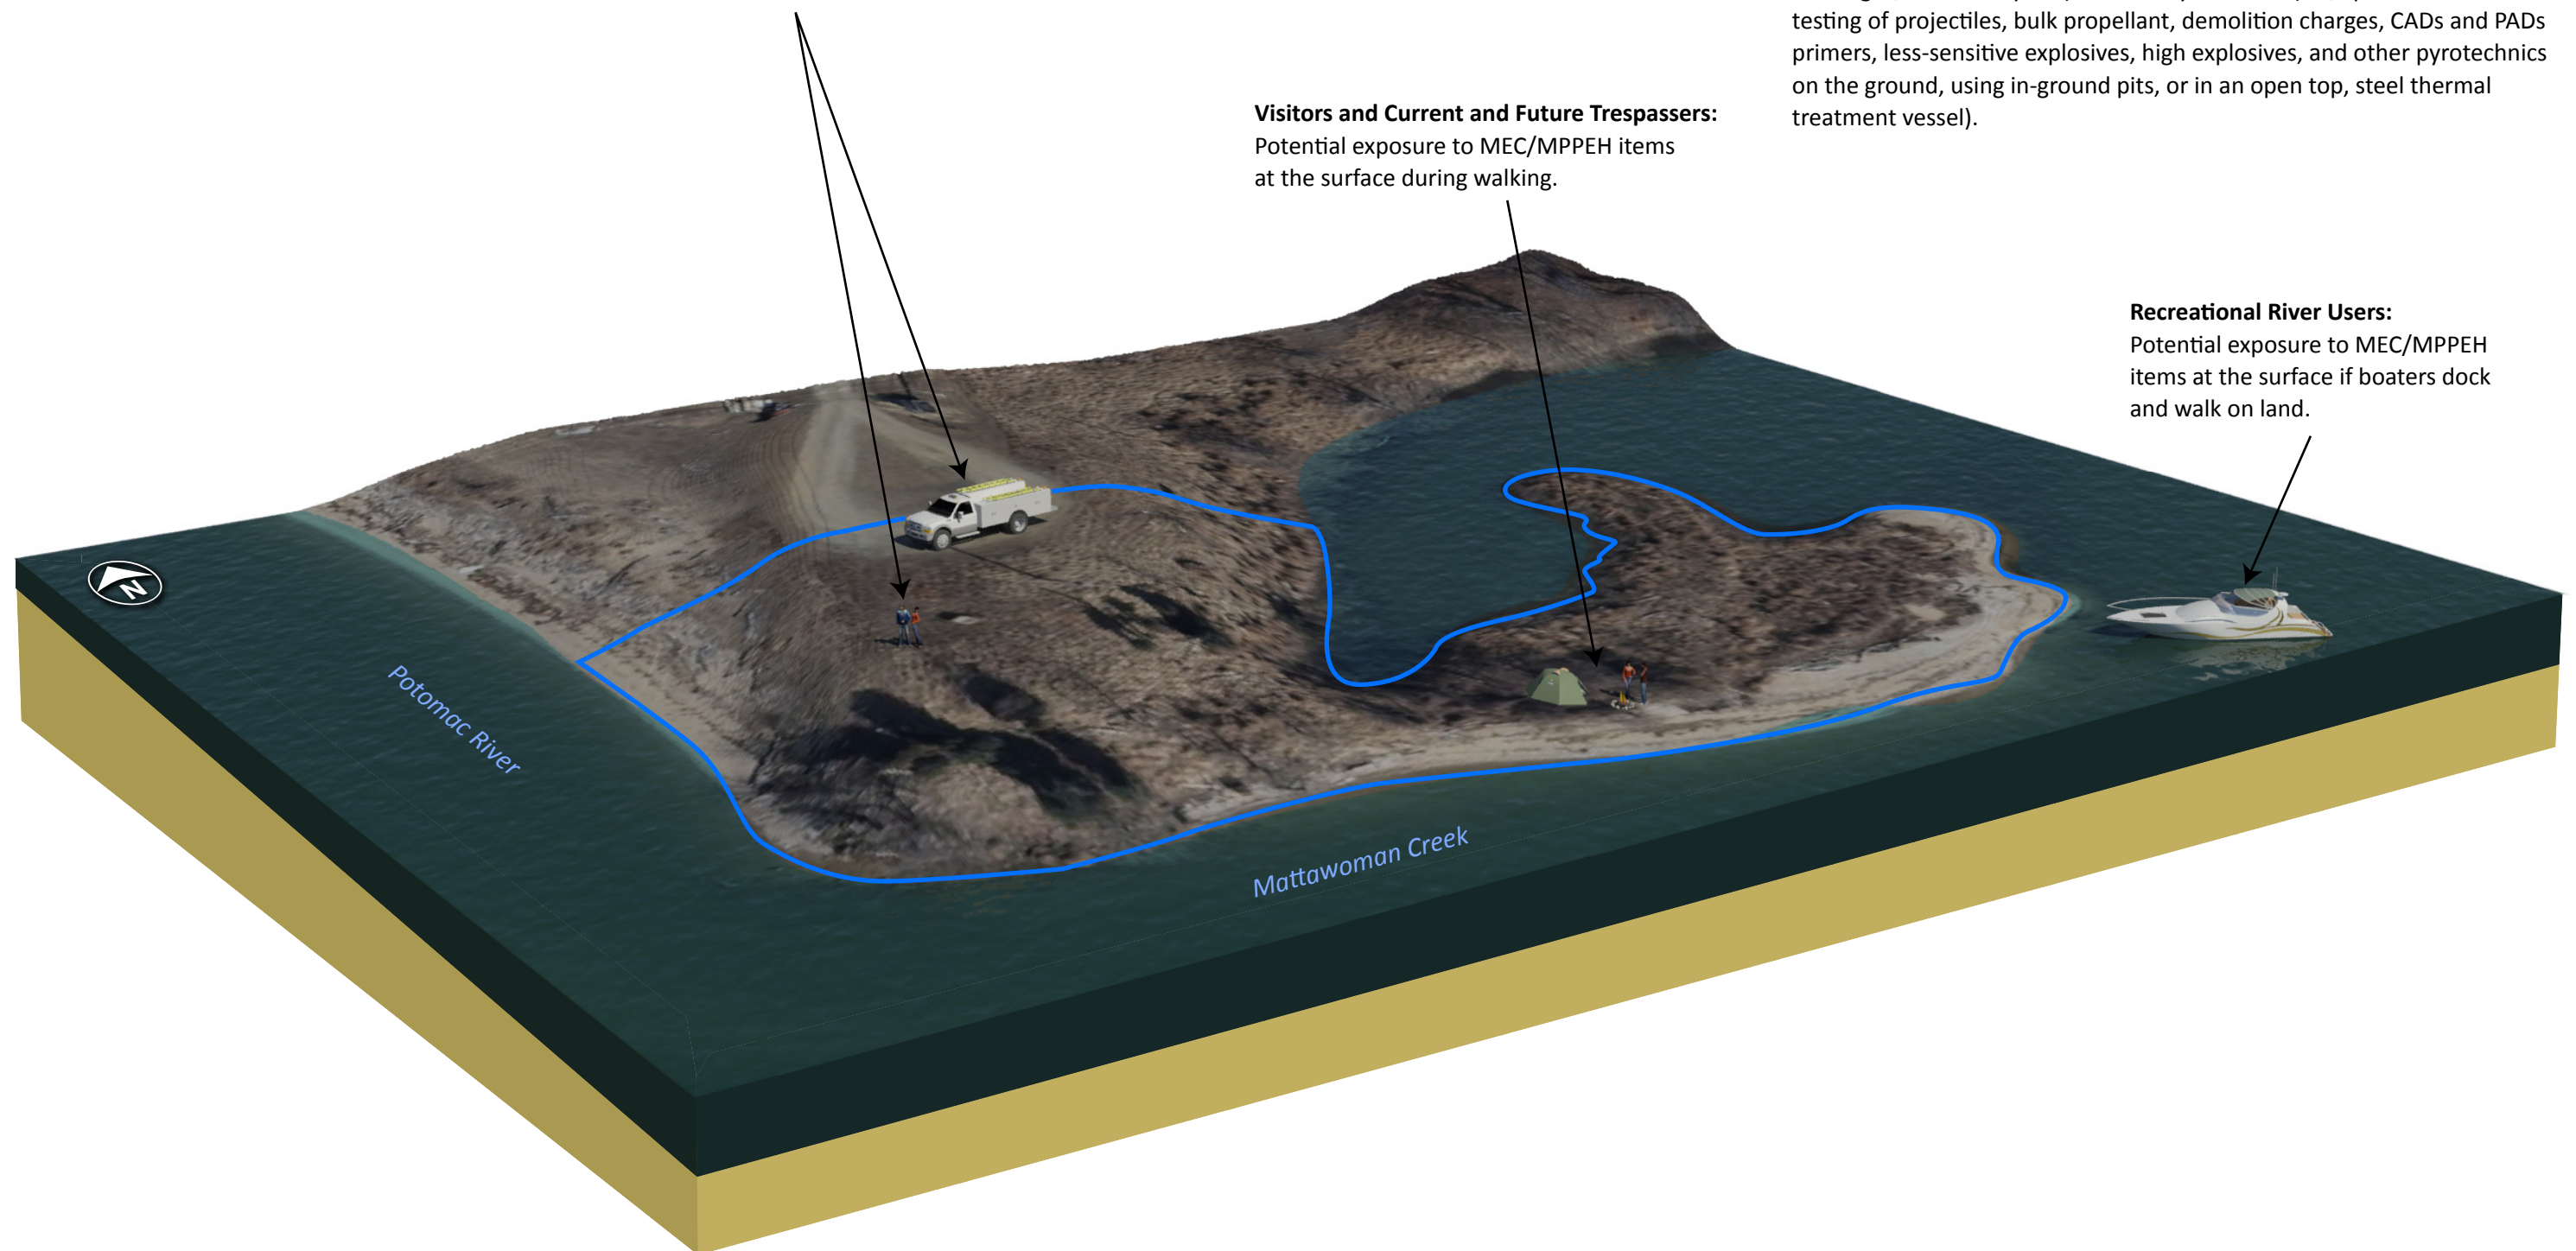 testing of projectiles, bulk propellant, demolition charges, CADs and PADs
primers, less-sensitive explosives, high explosives, and other pyrotechnics
on the ground, using in-ground pits, or in an open top, steel thermal
treatment vessel).
Visitors and Current and Future Trespassers:
Potential exposure to MEC/MPPEH items
at the surface during walking.
Recreational River Users:
Potential exposure to MEC/MPPEH
items at the surface if boaters dock
and walk on land.
N
Potomac River
Mattawoman Creek